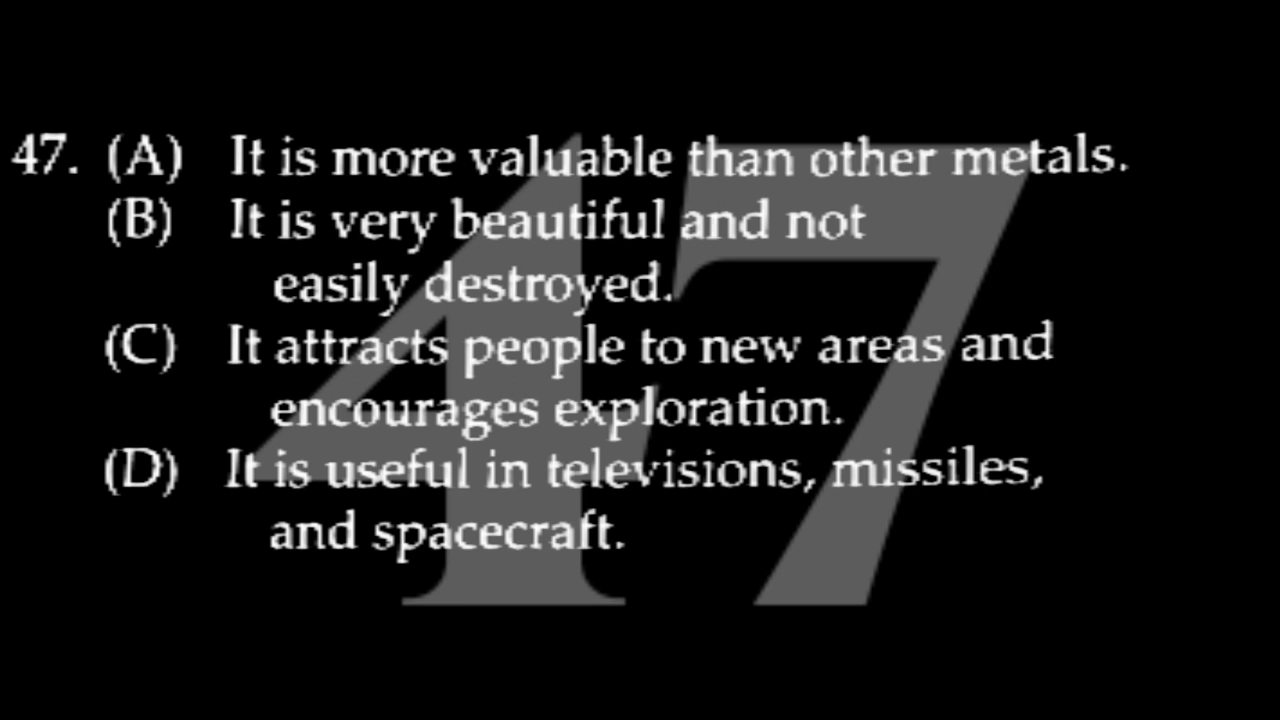 47. (A) It is more valuable than other metals.
(B) It is very beautiful and not
easily destroyed.
(C) It attracts people to new areas and
encourages exploration.
(D) It is useful in televisions, missiles,
and spacecraft.
47